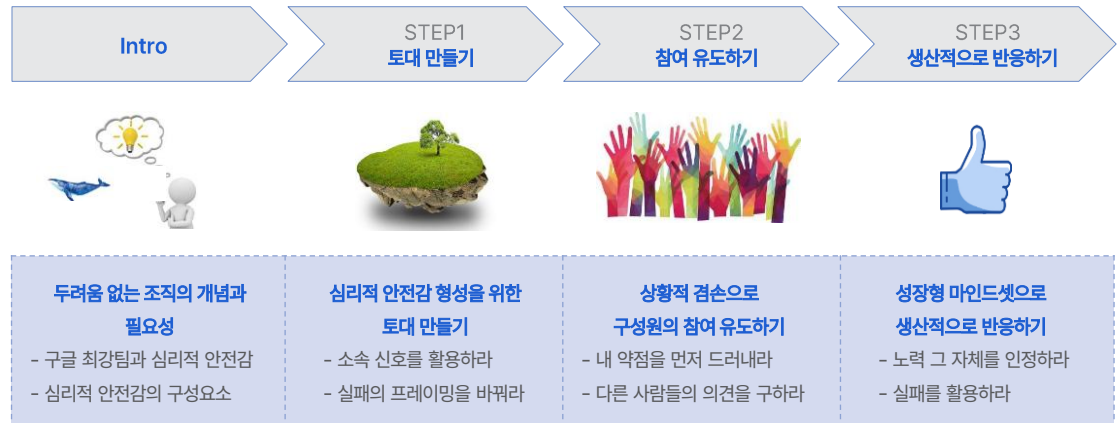 Intro
STEP1
토대 만들기
STEP2
참여 유도하기
STEP3
생산적으로 반응하기
두려움 없는 조직의 개념과
필요성
- 구글 최강팀과 심리적 안전감
- 심리적 안전감의 구성요소
심리적 안전감 형성을 위한
토대 만들기
- 소속 신호를 활용하라
- 실패의 프레이밍을 바꿔라
상황적 겸손으로
구성원의 참여 유도하기
- 내 약점을 먼저 드러내라
- 다른 사람들의 의견을 구하라
성장형 마인드셋으로
생산적으로 반응하기
- 노력 그 자체를 인정하라
- 실패를 활용하라